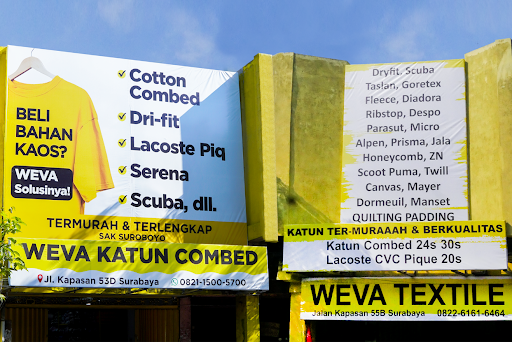 BELI
BAHAN
KAOS?
WEVA
Solusinya!
Cotton
Combed
Dri-fit
Lacoste Piq
Serena
Scuba, dll.
TERMURAH & TERLENGKAP
SAK SUROBOYO
WEVA KATUN COMBED
Jl. Kapasan 53D Surabaya 0821-1500-5700
Dryfit, Scuba
Taslan, Goretex
Fleece, Diadora
Ribstop, Despo
Parasut, Micro
Alpen, Prisma, Jala
Honeycomb, ZN
Scoot Puma, Twill
Canvas, Mayer
Dormeuil, Manset
QUILTING PADDING
KATUN TER-MURAAAH & BERKUALITAS
Katun Combed 24s 30s
Lacoste CVC Pique 20s
WEVA TEXTILE
Jalan Kapasan 55B Surabaya 0822-6161-6464